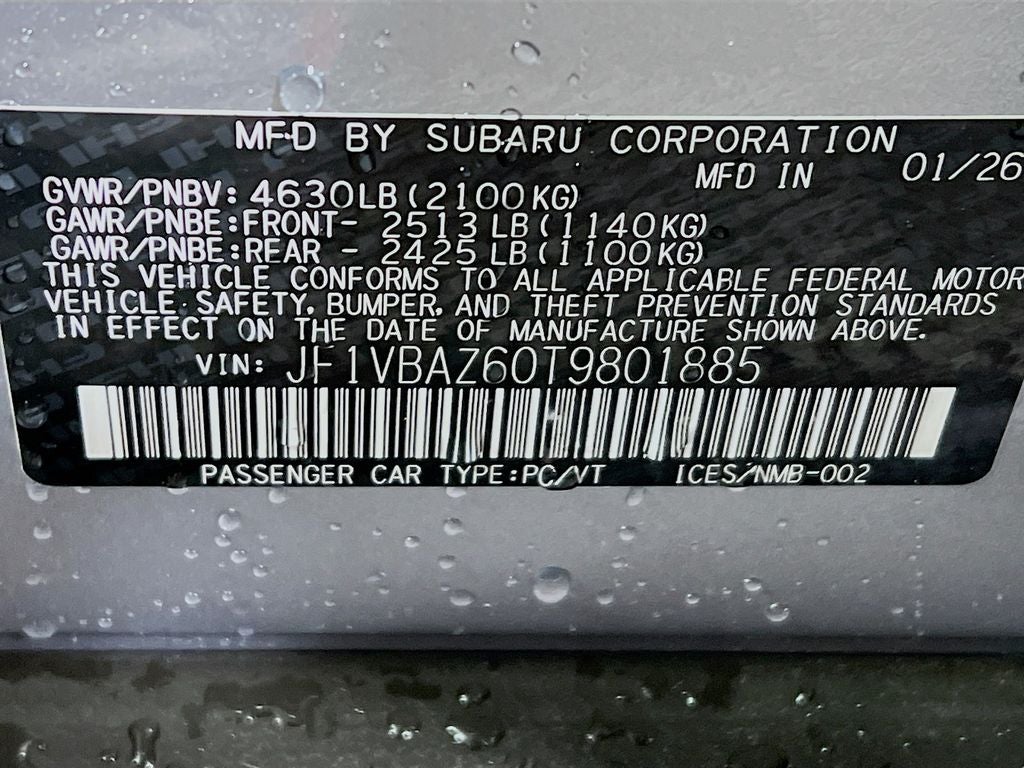 MFD BY SUBARU CORPORATION
MFD IN 01/26
GVWR/PNBV: 4630LB(2100KG)
GAWR/PNBE:FRONT- 2513 LB(1140KG)
GAWR/PNBE:REAR - 2425 LB(1100KG)
THIS VEHICLE CONFORMS TO ALL APPLICABLE FEDERAL MOTOR
VEHICLE SAFETY, BUMPER, AND THEFT PREVENTION STANDARDS
IN EFFECT ON THE DATE OF MANUFACTURE SHOWN ABOVE.
VIN: JF1VBAZ60T9801885
PASSENGER CAR TYPE:PC/VT ICES/NMB-002